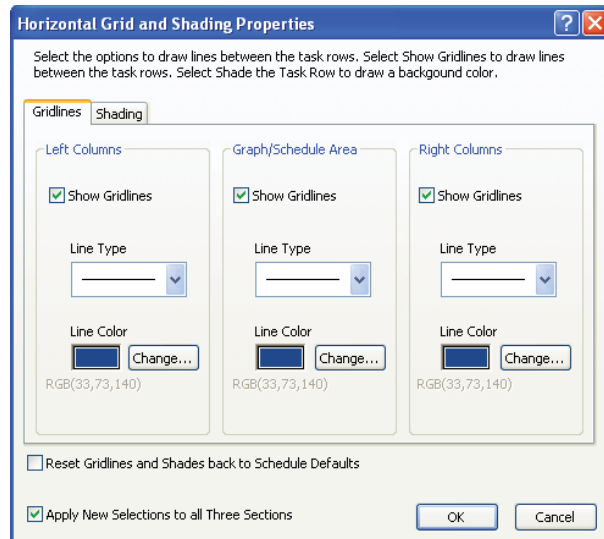 Horizontal Grid and Shading Properties
Select the options to draw lines between the task rows. Select Show Gridlines to draw lines
between the task rows. Select Shade the Task Row to draw a backgound color.
Gridlines Shading
Left Columns Graph/Schedule Area Right Columns
Show Gridlines Show Gridlines Show Gridlines
Line Type Line Type Line Type
Line Color Line Color Line Color
Change... Change... Change...
RGB(33,73,140) RGB(33,73,140) RGB(33,73,140)
Reset Gridlines and Shades back to Schedule Defaults
Apply New Selections to all Three Sections OK Cancel